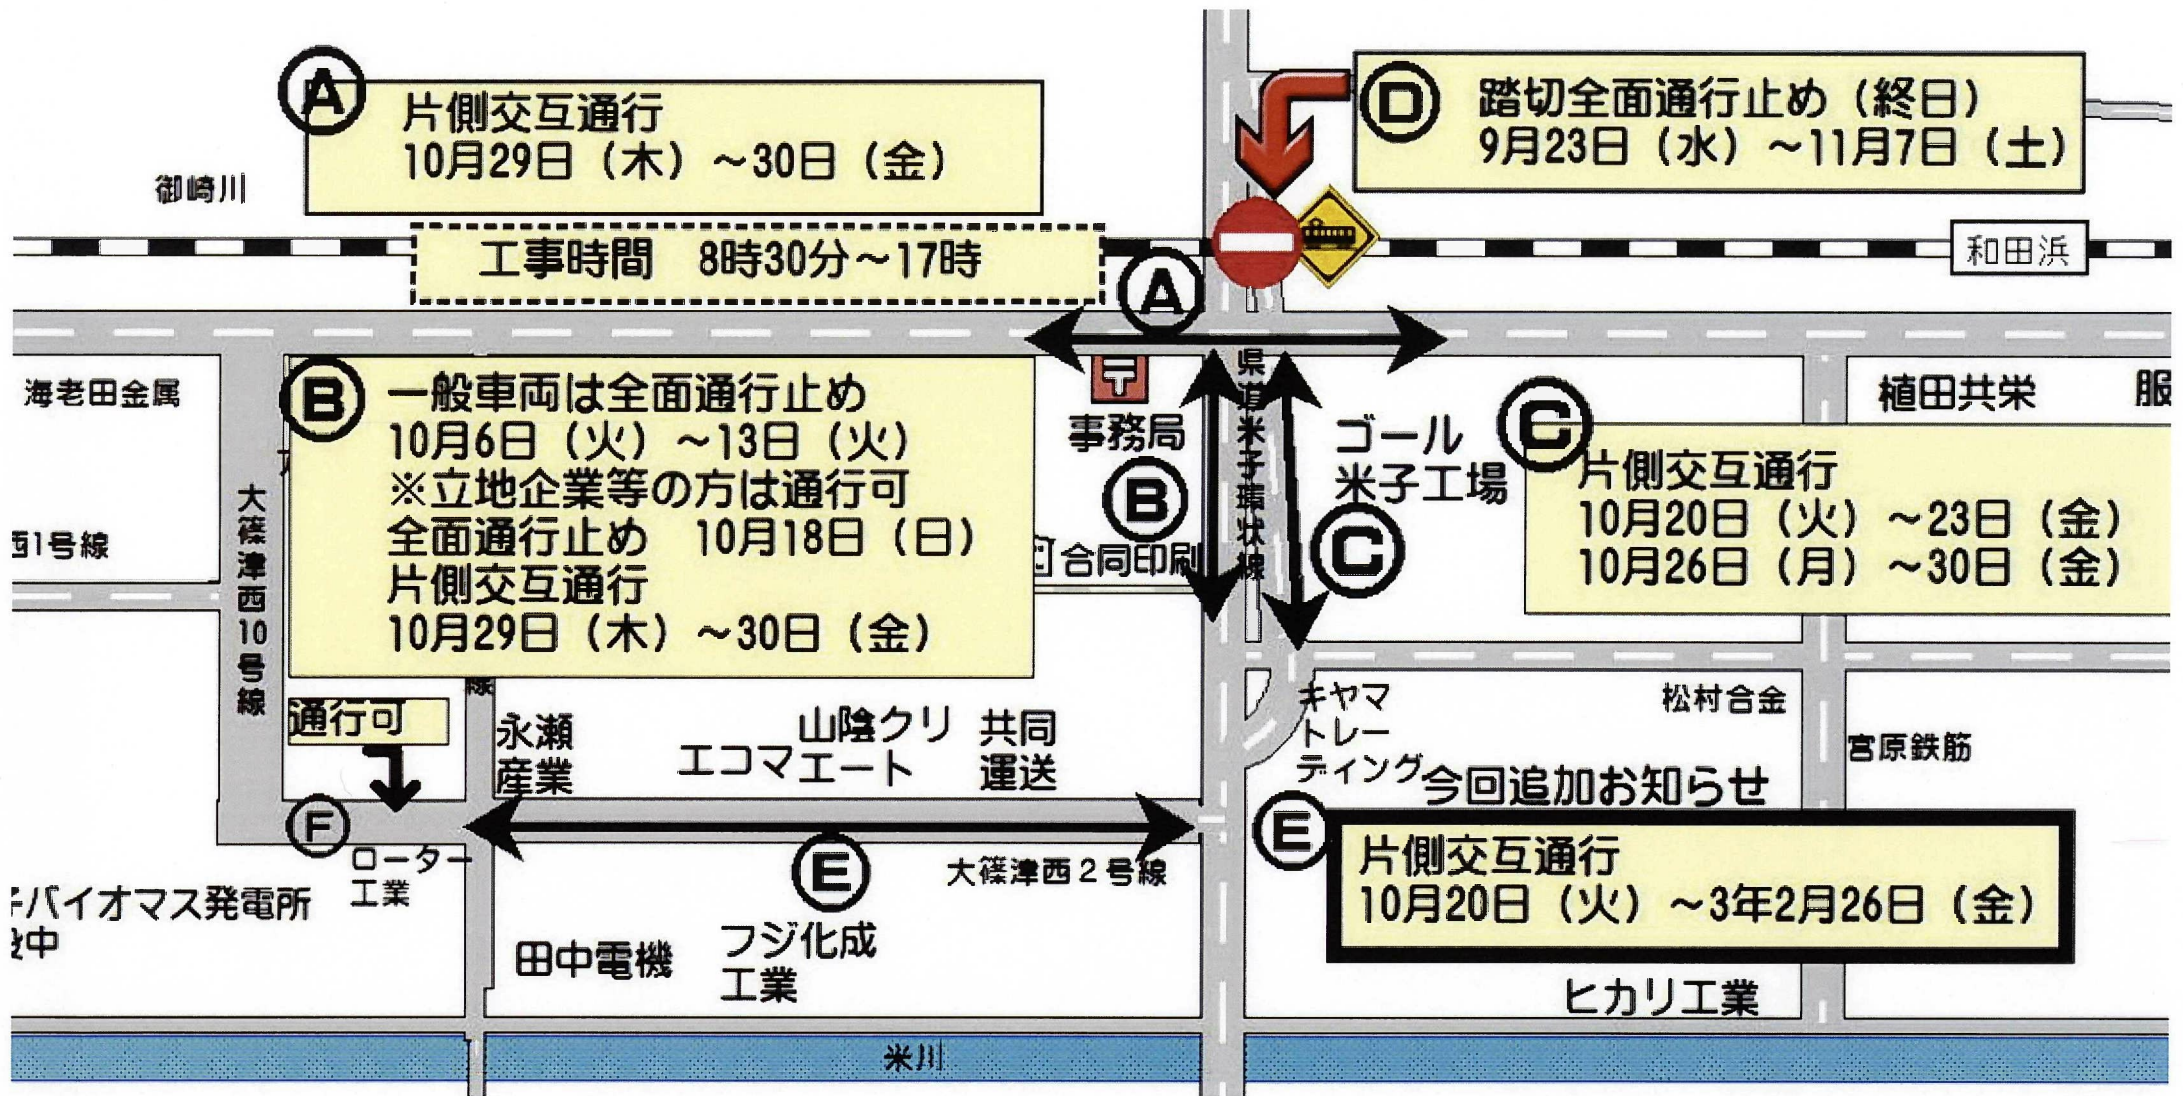 A
片側交互通行
10月29日（木）～30日（金）
D
踏切全面通行止め（終日）
9月23日（水）～11月7日（土）
御崎川
工事時間　8時30分～17時
A
和田浜
海老田金属
B
一般車両は全面通行止め
10月6日（火）～13日（火）
※立地企業等の方は通行可
全面通行止め　10月18日（日）
片側交互通行
10月29日（木）～30日（金）
事務局
B
合同印刷
県道米子環状線
ゴール
米子工場
C
C
片側交互通行
10月20日（火）～23日（金）
10月26日（月）～30日（金）
植田共栄
服
西1号線
大篠津西10号線
通行可
線
永瀬
産業
山陰クリ
エコマエート
共同
運送
キヤマ
トレー
ディング
松村合金
宮原鉄筋
今回追加お知らせ
E
片側交互通行
10月20日（火）～3年2月26日（金）
F
ローター
工業
E
大篠津西２号線
バイオマス発電所
中
田中電機
フジ化成
工業
ヒカリ工業
米川